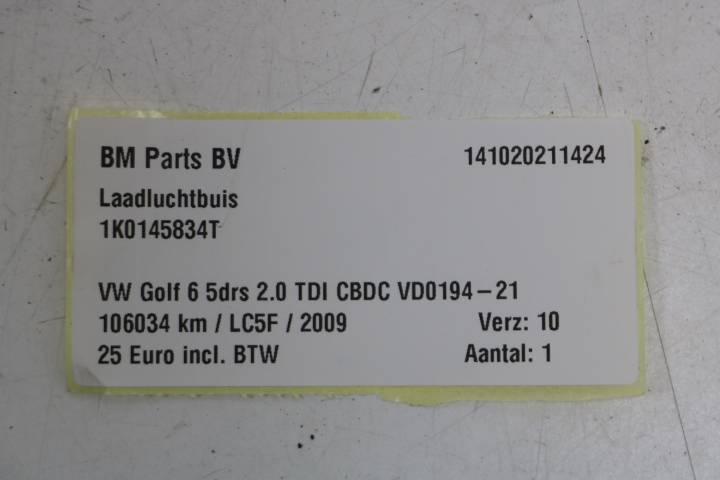 BM Parts BV 141020211424
Laadluchtbuis
1K0145834T
VW Golf 6 5drs 2.0 TDI CBDC VD0194-21
106034 km / LC5F / 2009 Verz: 10
25 Euro incl. BTW Aantal: 1